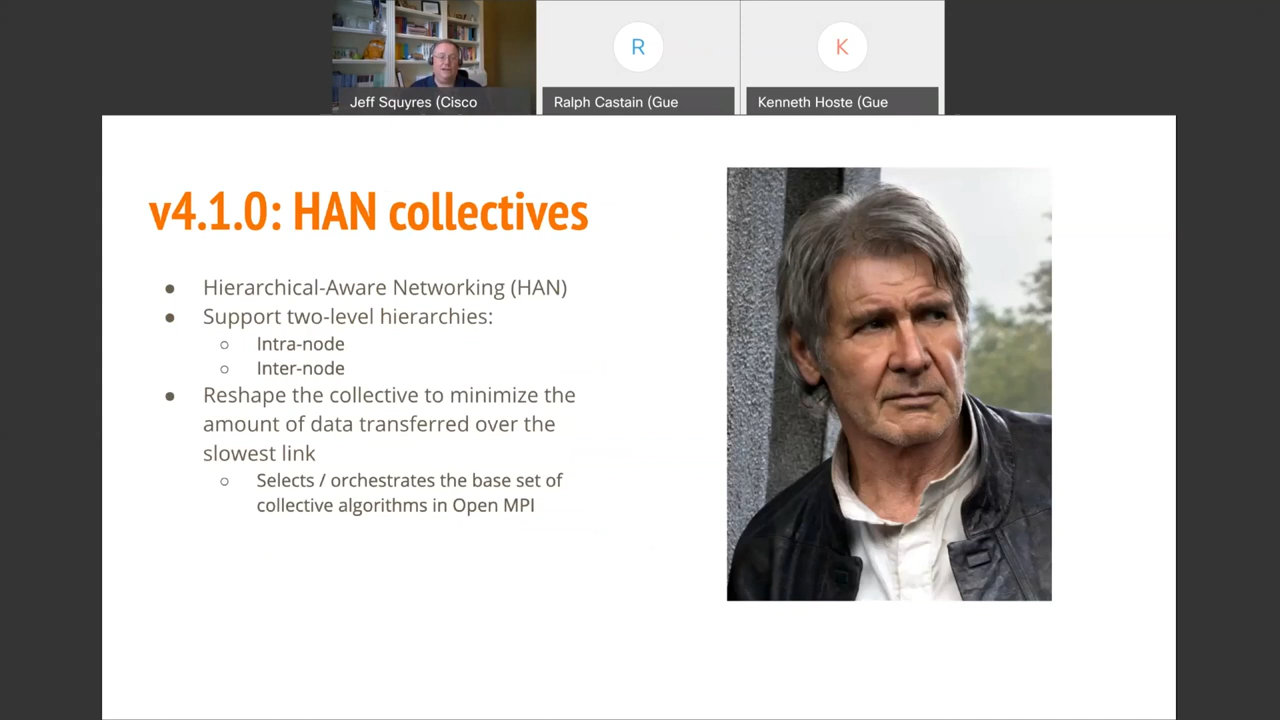 R
K
Jeff Squyres (Cisco
Ralph Castain (Gue
Kenneth Hoste (Gue
v4.1.0: HAN collectives
● Hierarchical-Aware Networking (HAN)
● Support two-level hierarchies:
○ Intra-node
○ Inter-node
● Reshape the collective to minimize the
amount of data transferred over the
slowest link
○ Selects / orchestrates the base set of
collective algorithms in Open MPI